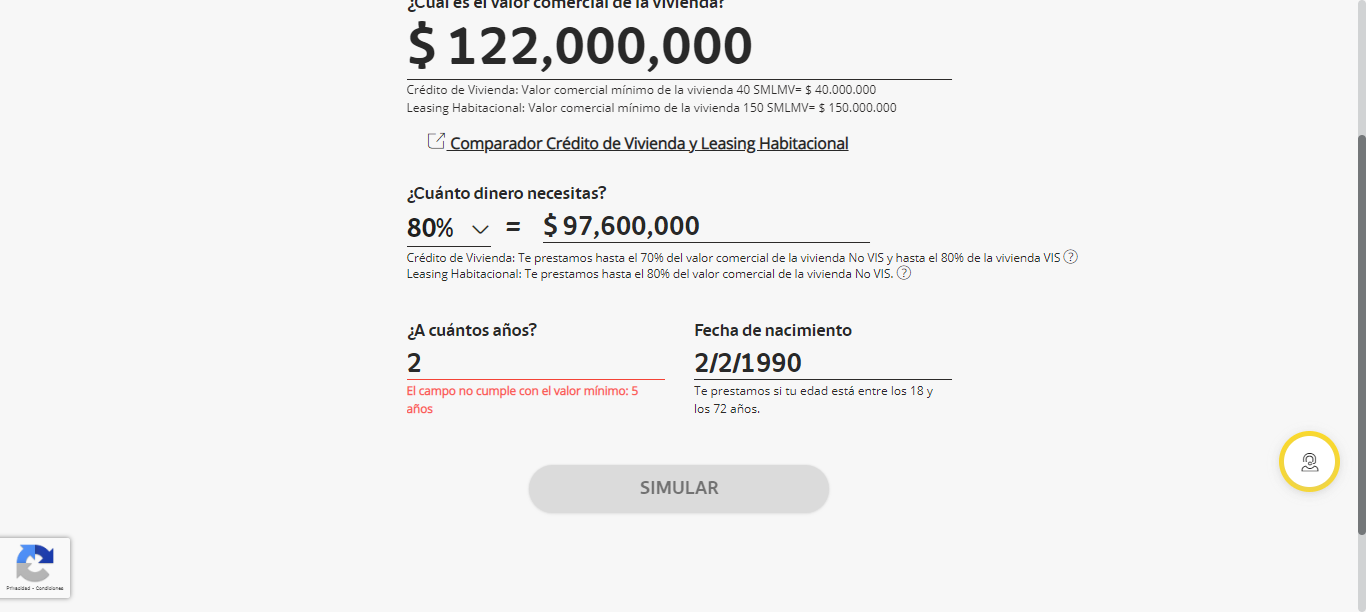 ¿Cuál es el valor comercial de la vivienda?
$ 122,000,000
Crédito de Vivienda: Valor comercial mínimo de la vivienda 40 SMLMV= $ 40.000.000
Leasing Habitacional: Valor comercial mínimo de la vivienda 150 SMLMV= $ 150.000.000
Comparador Crédito de Vivienda y Leasing Habitacional
¿Cuánto dinero necesitas?
80% = $ 97,600,000
Crédito de Vivienda: Te prestamos hasta el 70% del valor comercial de la vivienda No VIS y hasta el 80% de la vivienda VIS ?
Leasing Habitacional: Te prestamos hasta el 80% del valor comercial de la vivienda No VIS. ?
¿A cuántos años?
2
El campo no cumple con el valor mínimo: 5
años
Fecha de nacimiento
2/2/1990
Te prestamos si tu edad está entre los 18 y
los 72 años.
SIMULAR
Privacidad - Condiciones